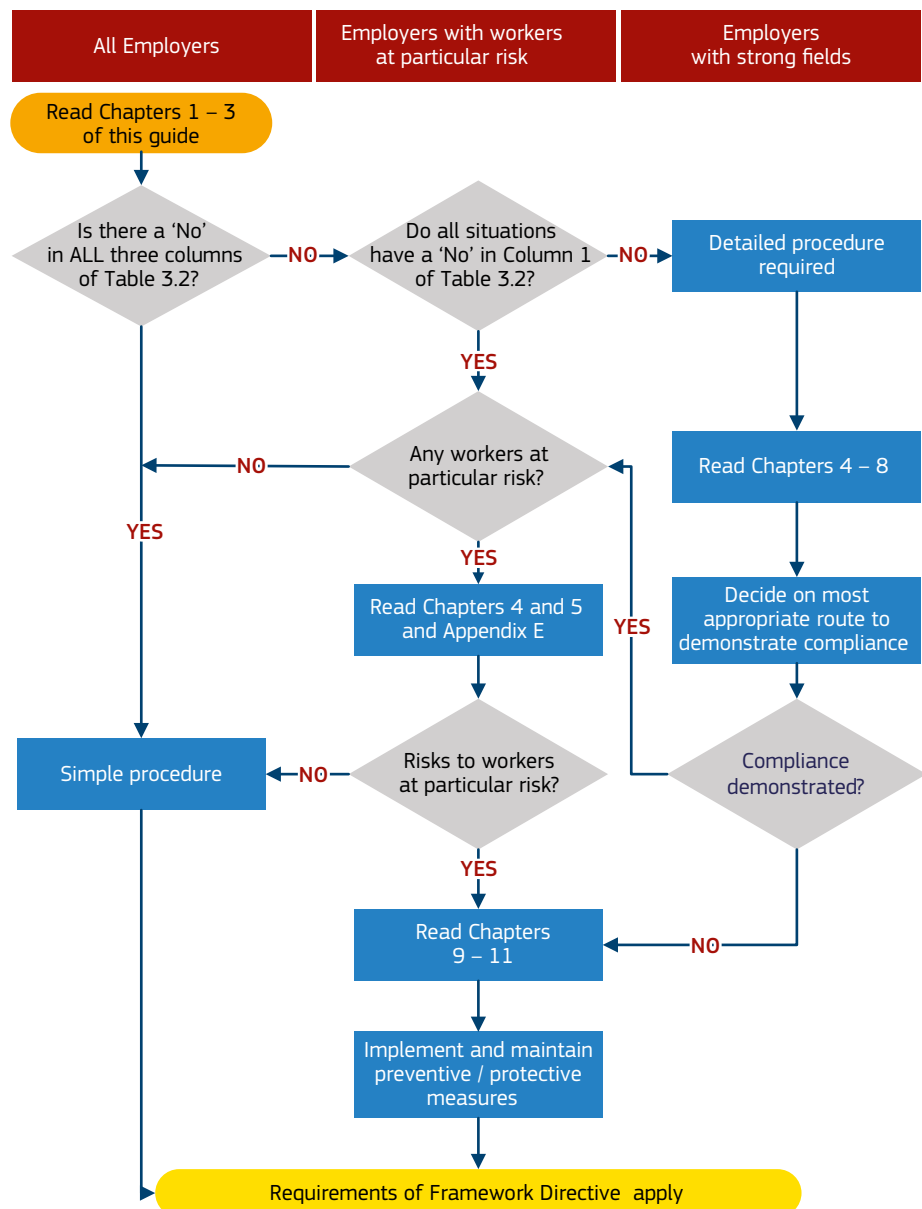 All Employers
Employers with workers
at particular risk
Employers
with strong fields
Read Chapters 1 – 3
of this guide
Is there a ‘No’
in ALL three columns
of Table 3.2?
NO
Do all situations
have a ‘No’ in Column 1
of Table 3.2?
NO
Detailed procedure
required
YES
Any workers at
particular risk?
NO
Read Chapters 4 – 8
YES
YES
Read Chapters 4 and 5
and Appendix E
YES
Decide on most
appropriate route to
demonstrate compliance
Simple procedure
NO
Risks to workers
at particular risk?
Compliance
demonstrated?
YES
Read Chapters
9 – 11
NO
Implement and maintain
preventive / protective
measures
Requirements of Framework Directive apply